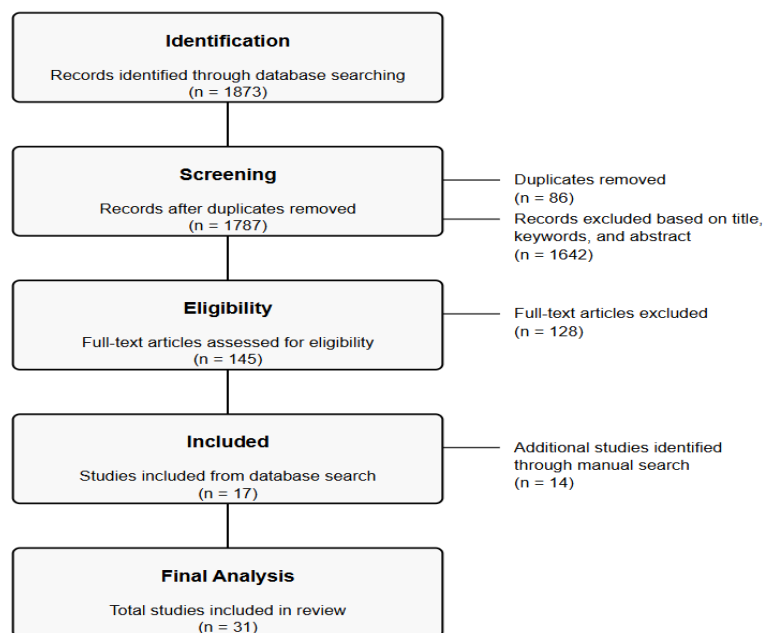 Identification
Records identified through database searching
(n = 1873)
Screening
Records after duplicates removed
(n = 1787)
Duplicates removed
(n = 86)
Records excluded based on title,
keywords, and abstract
(n = 1642)
Eligibility
Full-text articles assessed for eligibility
(n = 145)
Full-text articles excluded
(n = 128)
Included
Studies included from database search
(n = 17)
Additional studies identified
through manual search
(n = 14)
Final Analysis
Total studies included in review
(n = 31)